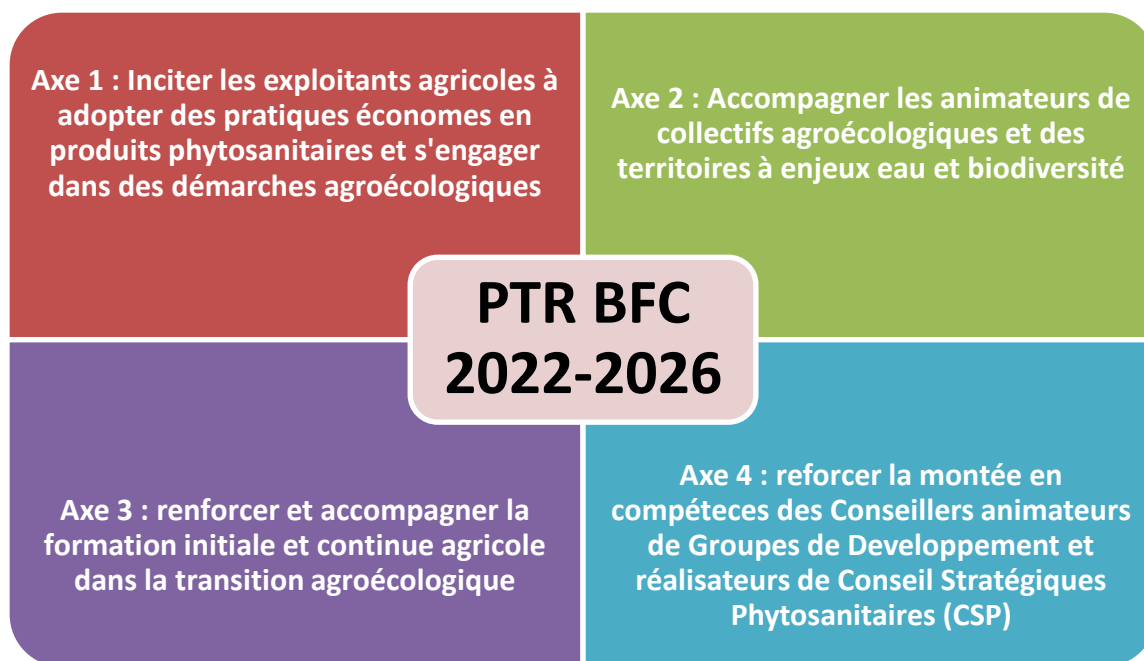 Axe 1 : Inciter les exploitants agricoles à
adopter des pratiques économes en
produits phytosanitaires et s'engager
dans des démarches agroécologiques
Axe 2 : Accompagner les animateurs de
collectifs agroécologiques et des
territoires à enjeux eau et biodiversité
PTR BFC
2022-2026
Axe 3 : renforcer et accompagner la
formation initiale et continue agricole
dans la transition agroécologique
Axe 4 : reforcer la montée en
compéteces des Conseillers animateurs
de Groupes de Developpement et
réalisateurs de Conseil Stratégiques
Phytosanitaires (CSP)